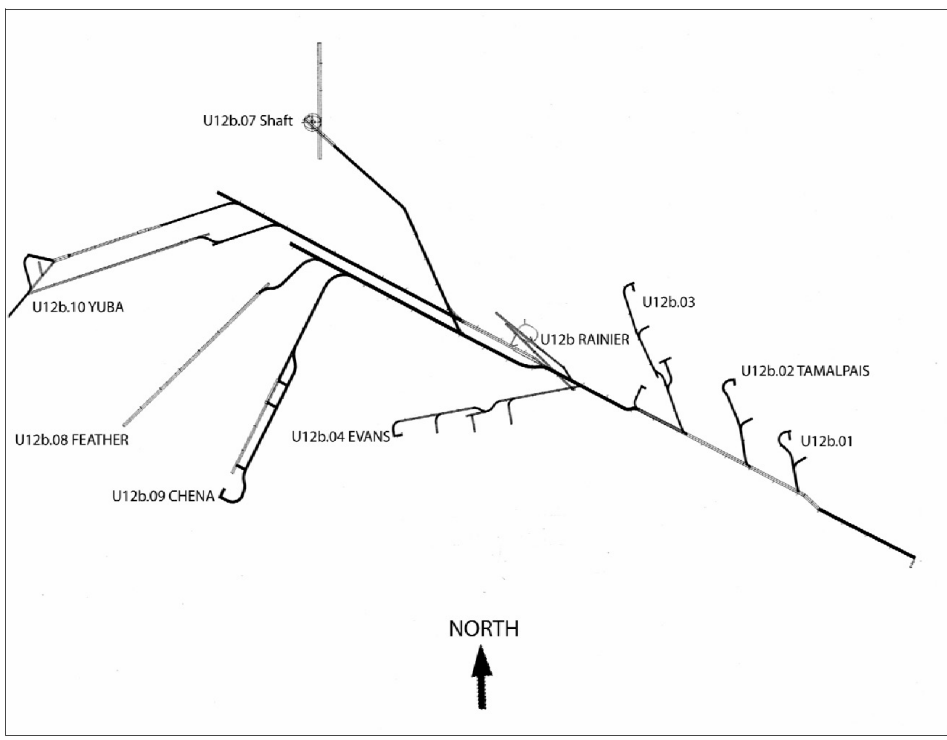 U12b.07 Shaft
U12b.10 YUBA
U12b.03
U12b RAINIER
U12b.02 TAMALPAIS
U12b.08 FEATHER
U12b.04 EVANS
U12b.01
U12b.09 CHENA
NORTH